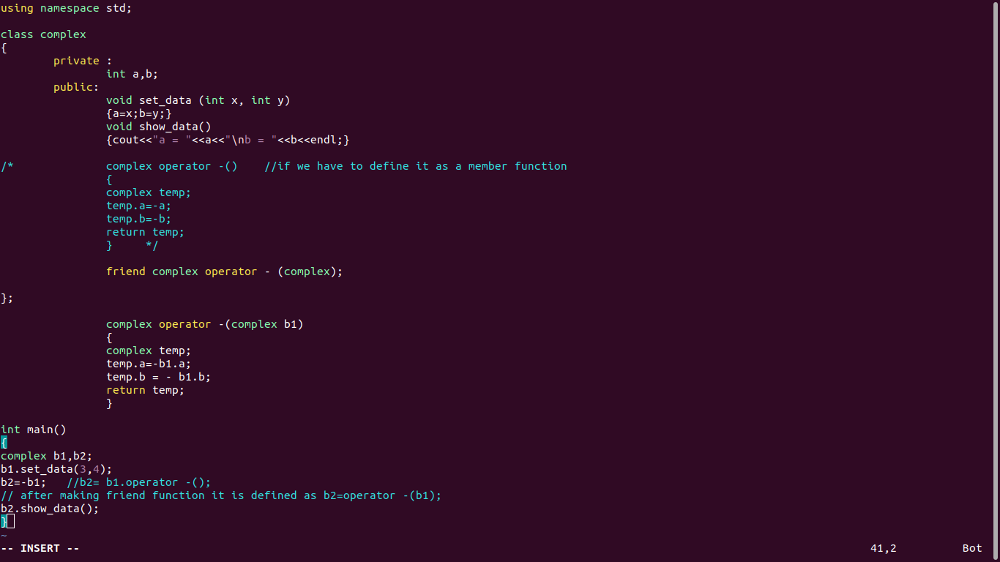 using namespace std;

class complex
{
        private :
                int a,b;
        public:
                void set_data (int x, int y)
                {a=x;b=y;}
                void show_data()
                {cout<<"a = "<<a<<"\nb = "<<b<<endl;}

/*              complex operator -()    //if we have to define it as a member function
                {
                complex temp;
                temp.a=-a;
                temp.b=-b;
                return temp;
                }     */

                friend complex operator - (complex);

};

                complex operator -(complex b1)
                {
                complex temp;
                temp.a=-b1.a;
                temp.b = - b1.b;
                return temp;
                }

int main()
{
complex b1,b2;
b1.set_data(3,4);
b2=-b1;   //b2= b1.operator -();
// after making friend function it is defined as b2=operator -(b1);
b2.show_data();
}
~
-- INSERT --                                                                                                                        41,2          Bot